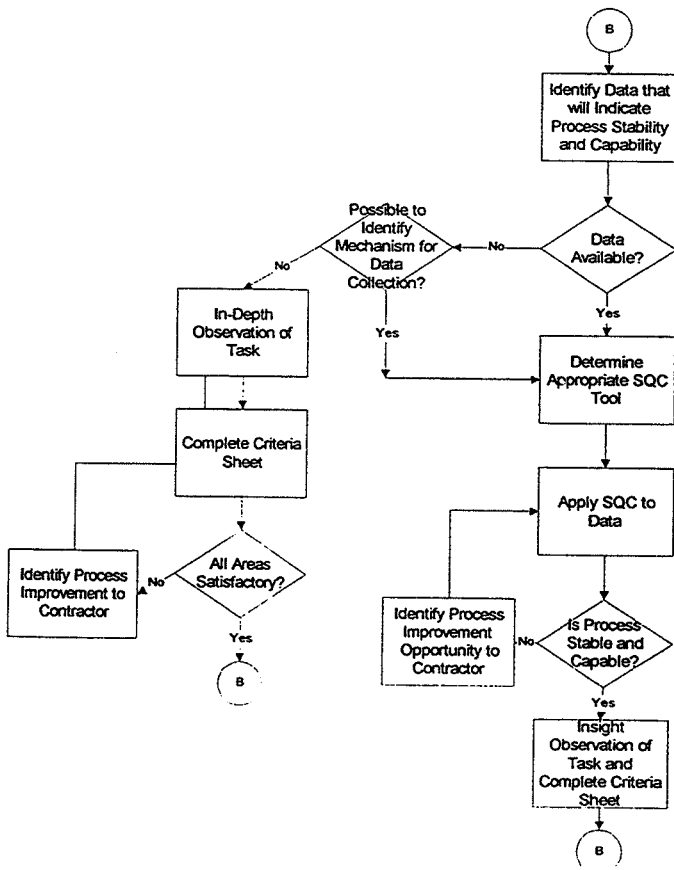 B
Identify Data that
will Indicate
Process Stability
and Capability
Data
Available?
No
Yes
Possible to
Identify
Mechanism for
Data
Collection?
No
Yes
In-Depth
Observation of
Task
Determine
Appropriate SQC
Tool
Complete Criteria
Sheet
Apply SQC to
Data
All Areas
Satisfactory?
No
Yes
Identify Process
Improvement to
Contractor
B
Is Process
Stable and
Capable?
No
Yes
Identify Process
Improvement
Opportunity to
Contractor
Insight
Observation of
Task and
Complete Criteria
Sheet
B